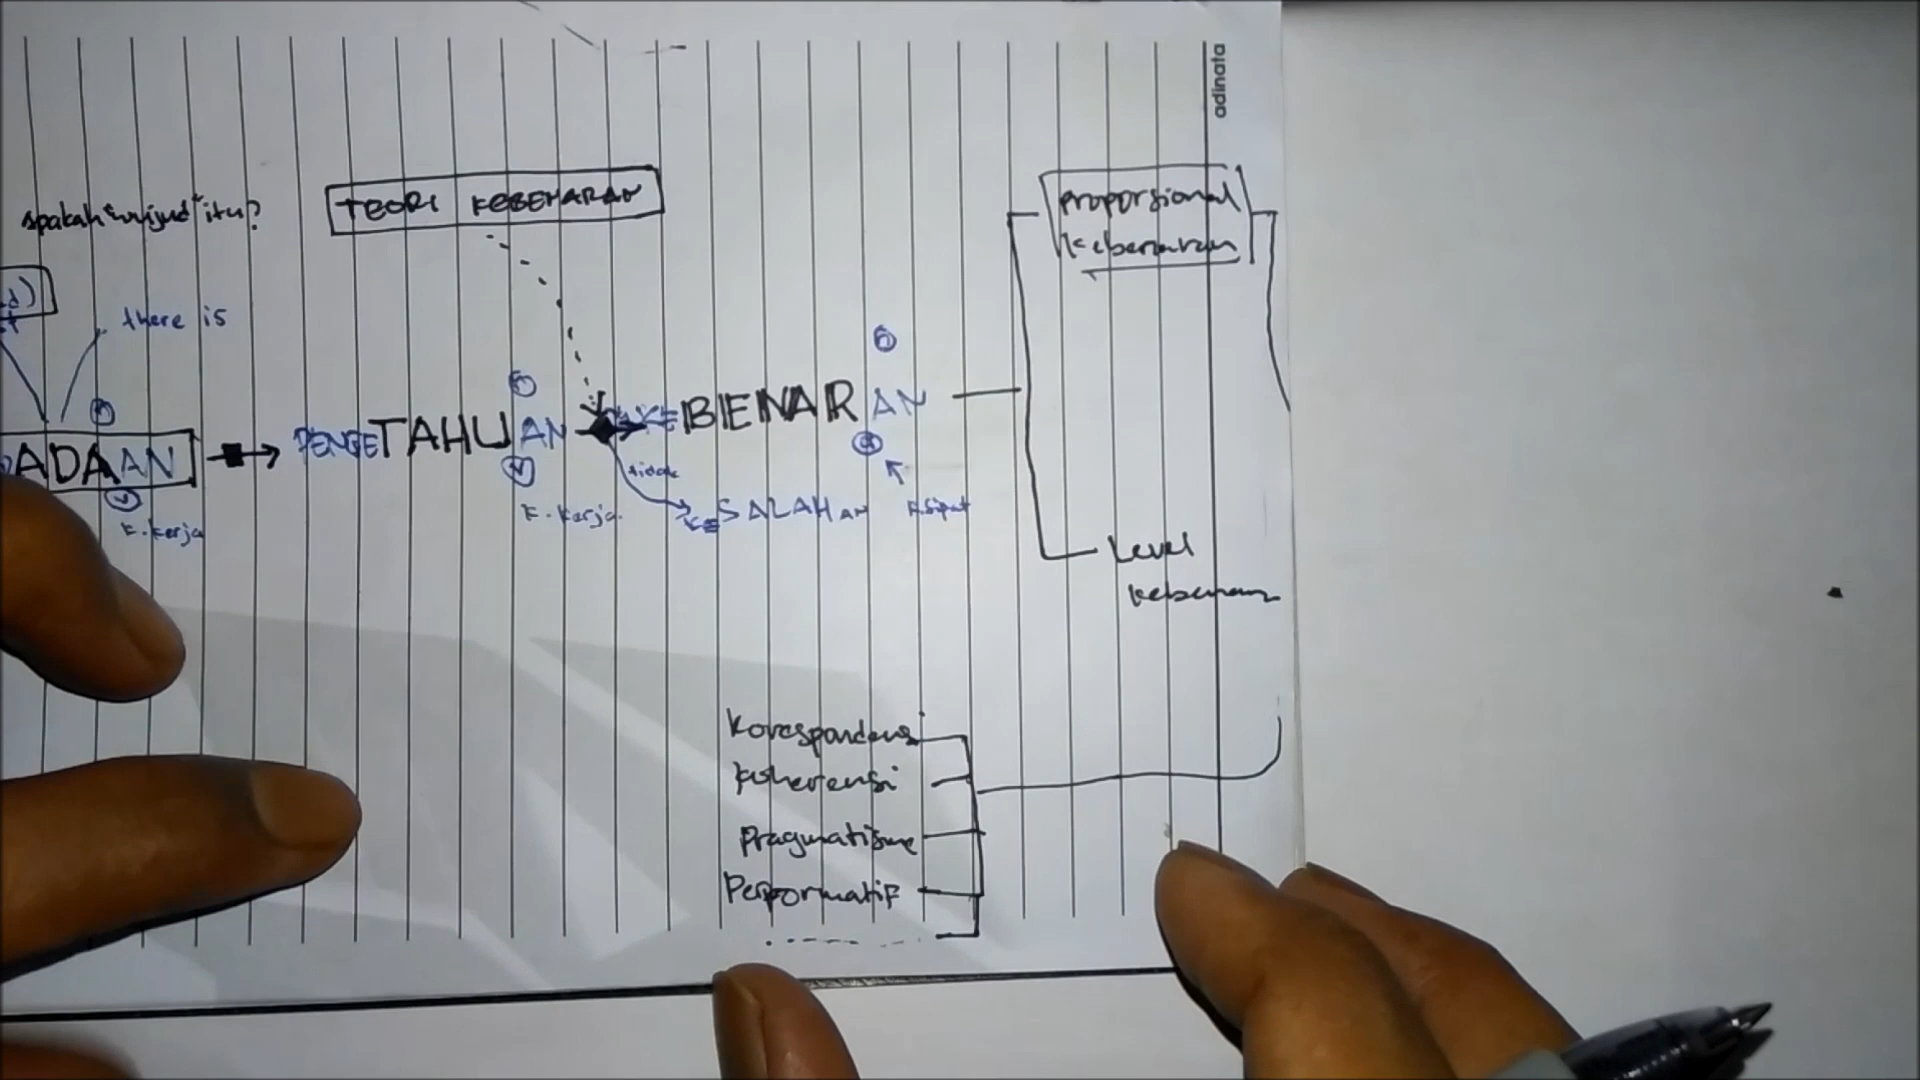 adinata
apakah "wujud" itu?
TEORI KEBENARAN
Proporsional
Kebenaran
there is
ADAAN
K. kerja
PENGETAHUAN
K. kerja
KEBENARAN
K. sifat
tidak
KESALAHAN
Level
kebenaran
Korespondensi
Koherensi
Pragmatisme
Performatif